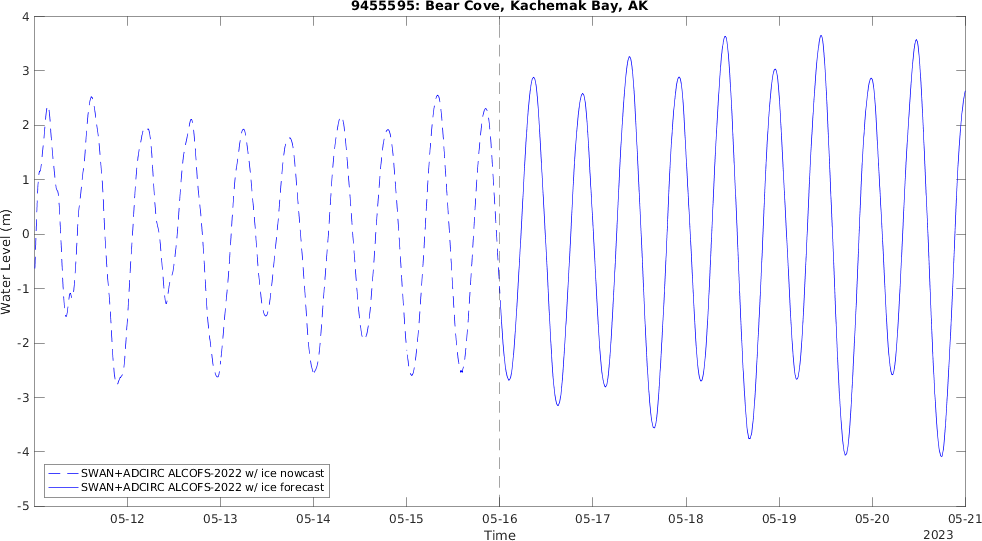 9455595: Bear Cove, Kachemak Bay, AK
Water Level (m)
4
3
2
1
0
-1
-2
-3
-4
-5
SWAN+ADCIRC ALCOFS-2022 w/ ice nowcast
SWAN+ADCIRC ALCOFS-2022 w/ ice forecast
05-12 05-13 05-14 05-15 05-16 05-17 05-18 05-19 05-20 05-21
Time
2023